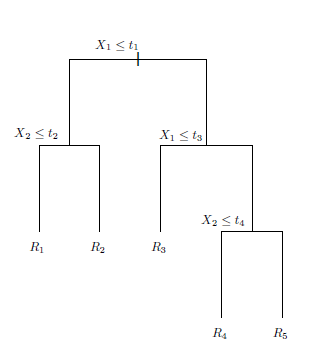 X₁ ≤ t₁
X₂ ≤ t₂
X₁ ≤ t₃
X₂ ≤ t₄
R₁
R₂
R₃
R₄
R₅